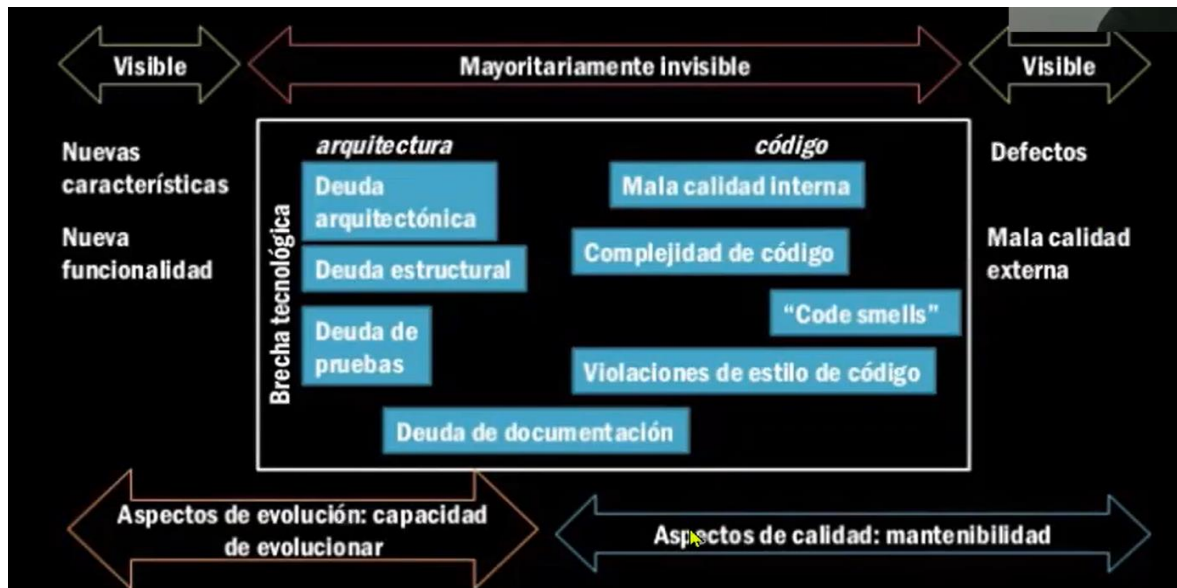 Visible
Mayoritariamente invisible
Visible
Nuevas
características
Nueva
funcionalidad
Brecha tecnológica
arquitectura
Deuda
arquitectónica
Deuda estructural
Deuda de
pruebas
Deuda de documentación
código
Mala calidad interna
Complejidad de código
“Code smells”
Violaciones de estilo de código
Defectos
Mala calidad
externa
Aspectos de evolución: capacidad
de evolucionar
Aspectos de calidad: mantenibilidad